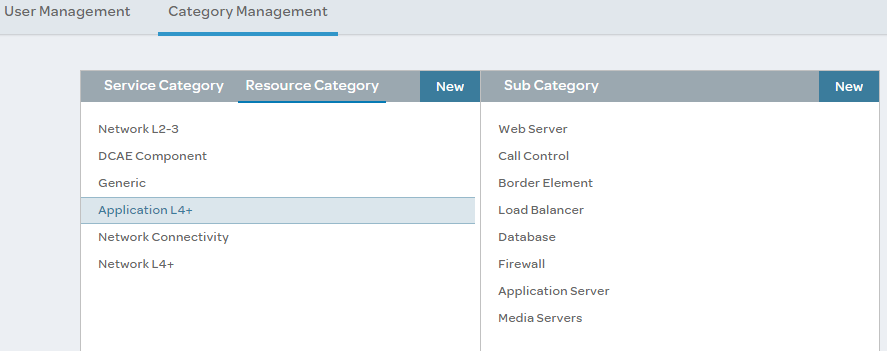 User Management Category Management
Service Category Resource Category New Sub Category New
Network L2-3
DCAE Component
Generic
Application L4+
Network Connectivity
Network L4+
Web Server
Call Control
Border Element
Load Balancer
Database
Firewall
Application Server
Media Servers